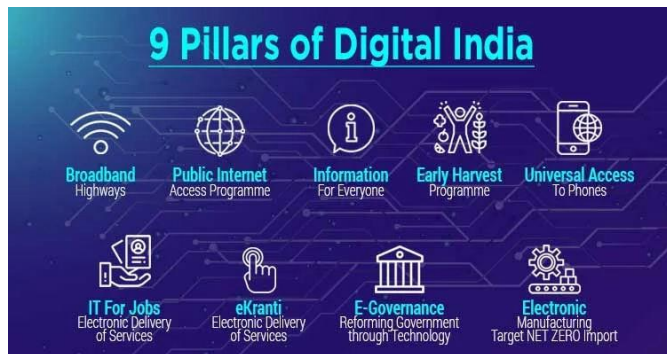 9 Pillars of Digital India
Broadband
Highways
Public Internet
Access Programme
Information
For Everyone
Early Harvest
Programme
Universal Access
To Phones
IT For Jobs
Electronic Delivery
of Services
eKranti
Electronic Delivery
of Services
E-Governance
Reforming Government
through Technology
Electronic
Manufacturing
Target NET ZERO Import